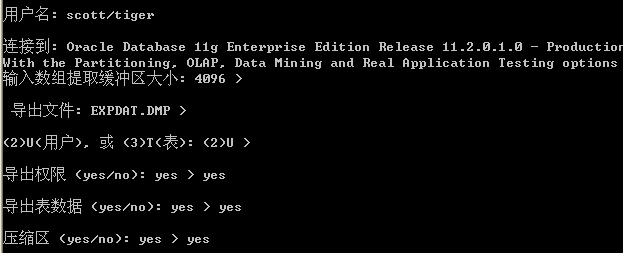 用户名: scott/tiger
连接到: Oracle Database 11g Enterprise Edition Release 11.2.0.1.0 - Production
With the Partitioning, OLAP, Data Mining and Real Application Testing options
输入数组提取缓冲区大小: 4096 >
导出文件: EXPDAT.DMP >
(2)U(用户), 或 (3)T(表): (2)U >
导出权限 (yes/no): yes > yes
导出表数据 (yes/no): yes > yes
压缩区 (yes/no): yes > yes